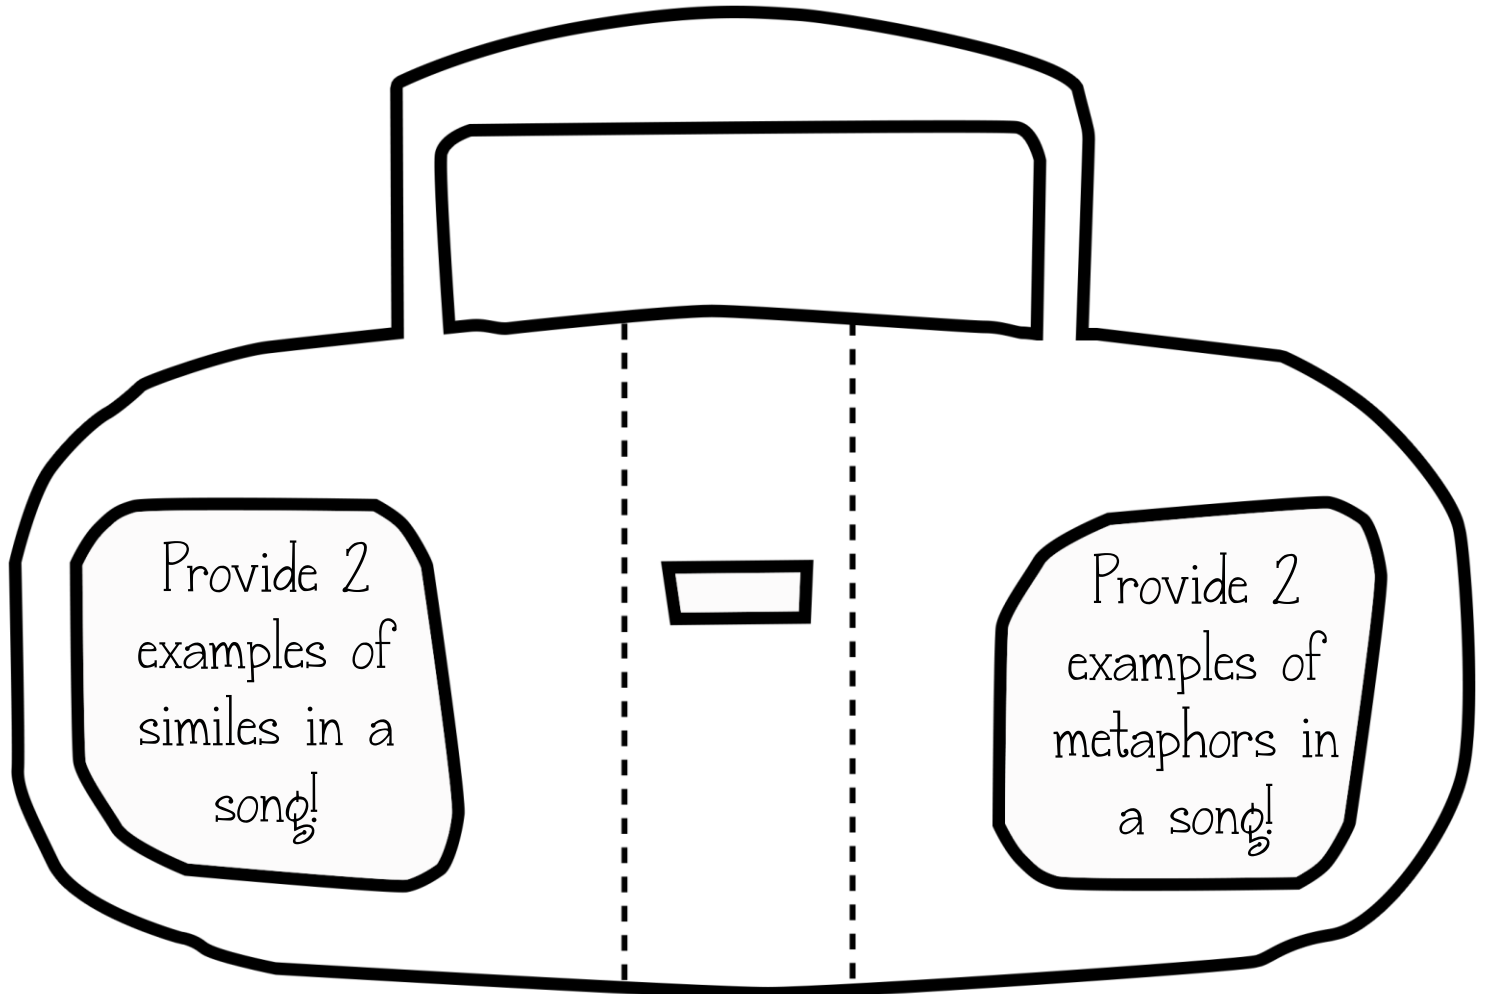 Provide 2
examples of
similes in a
song!
Provide 2
examples of
metaphors in
a song!